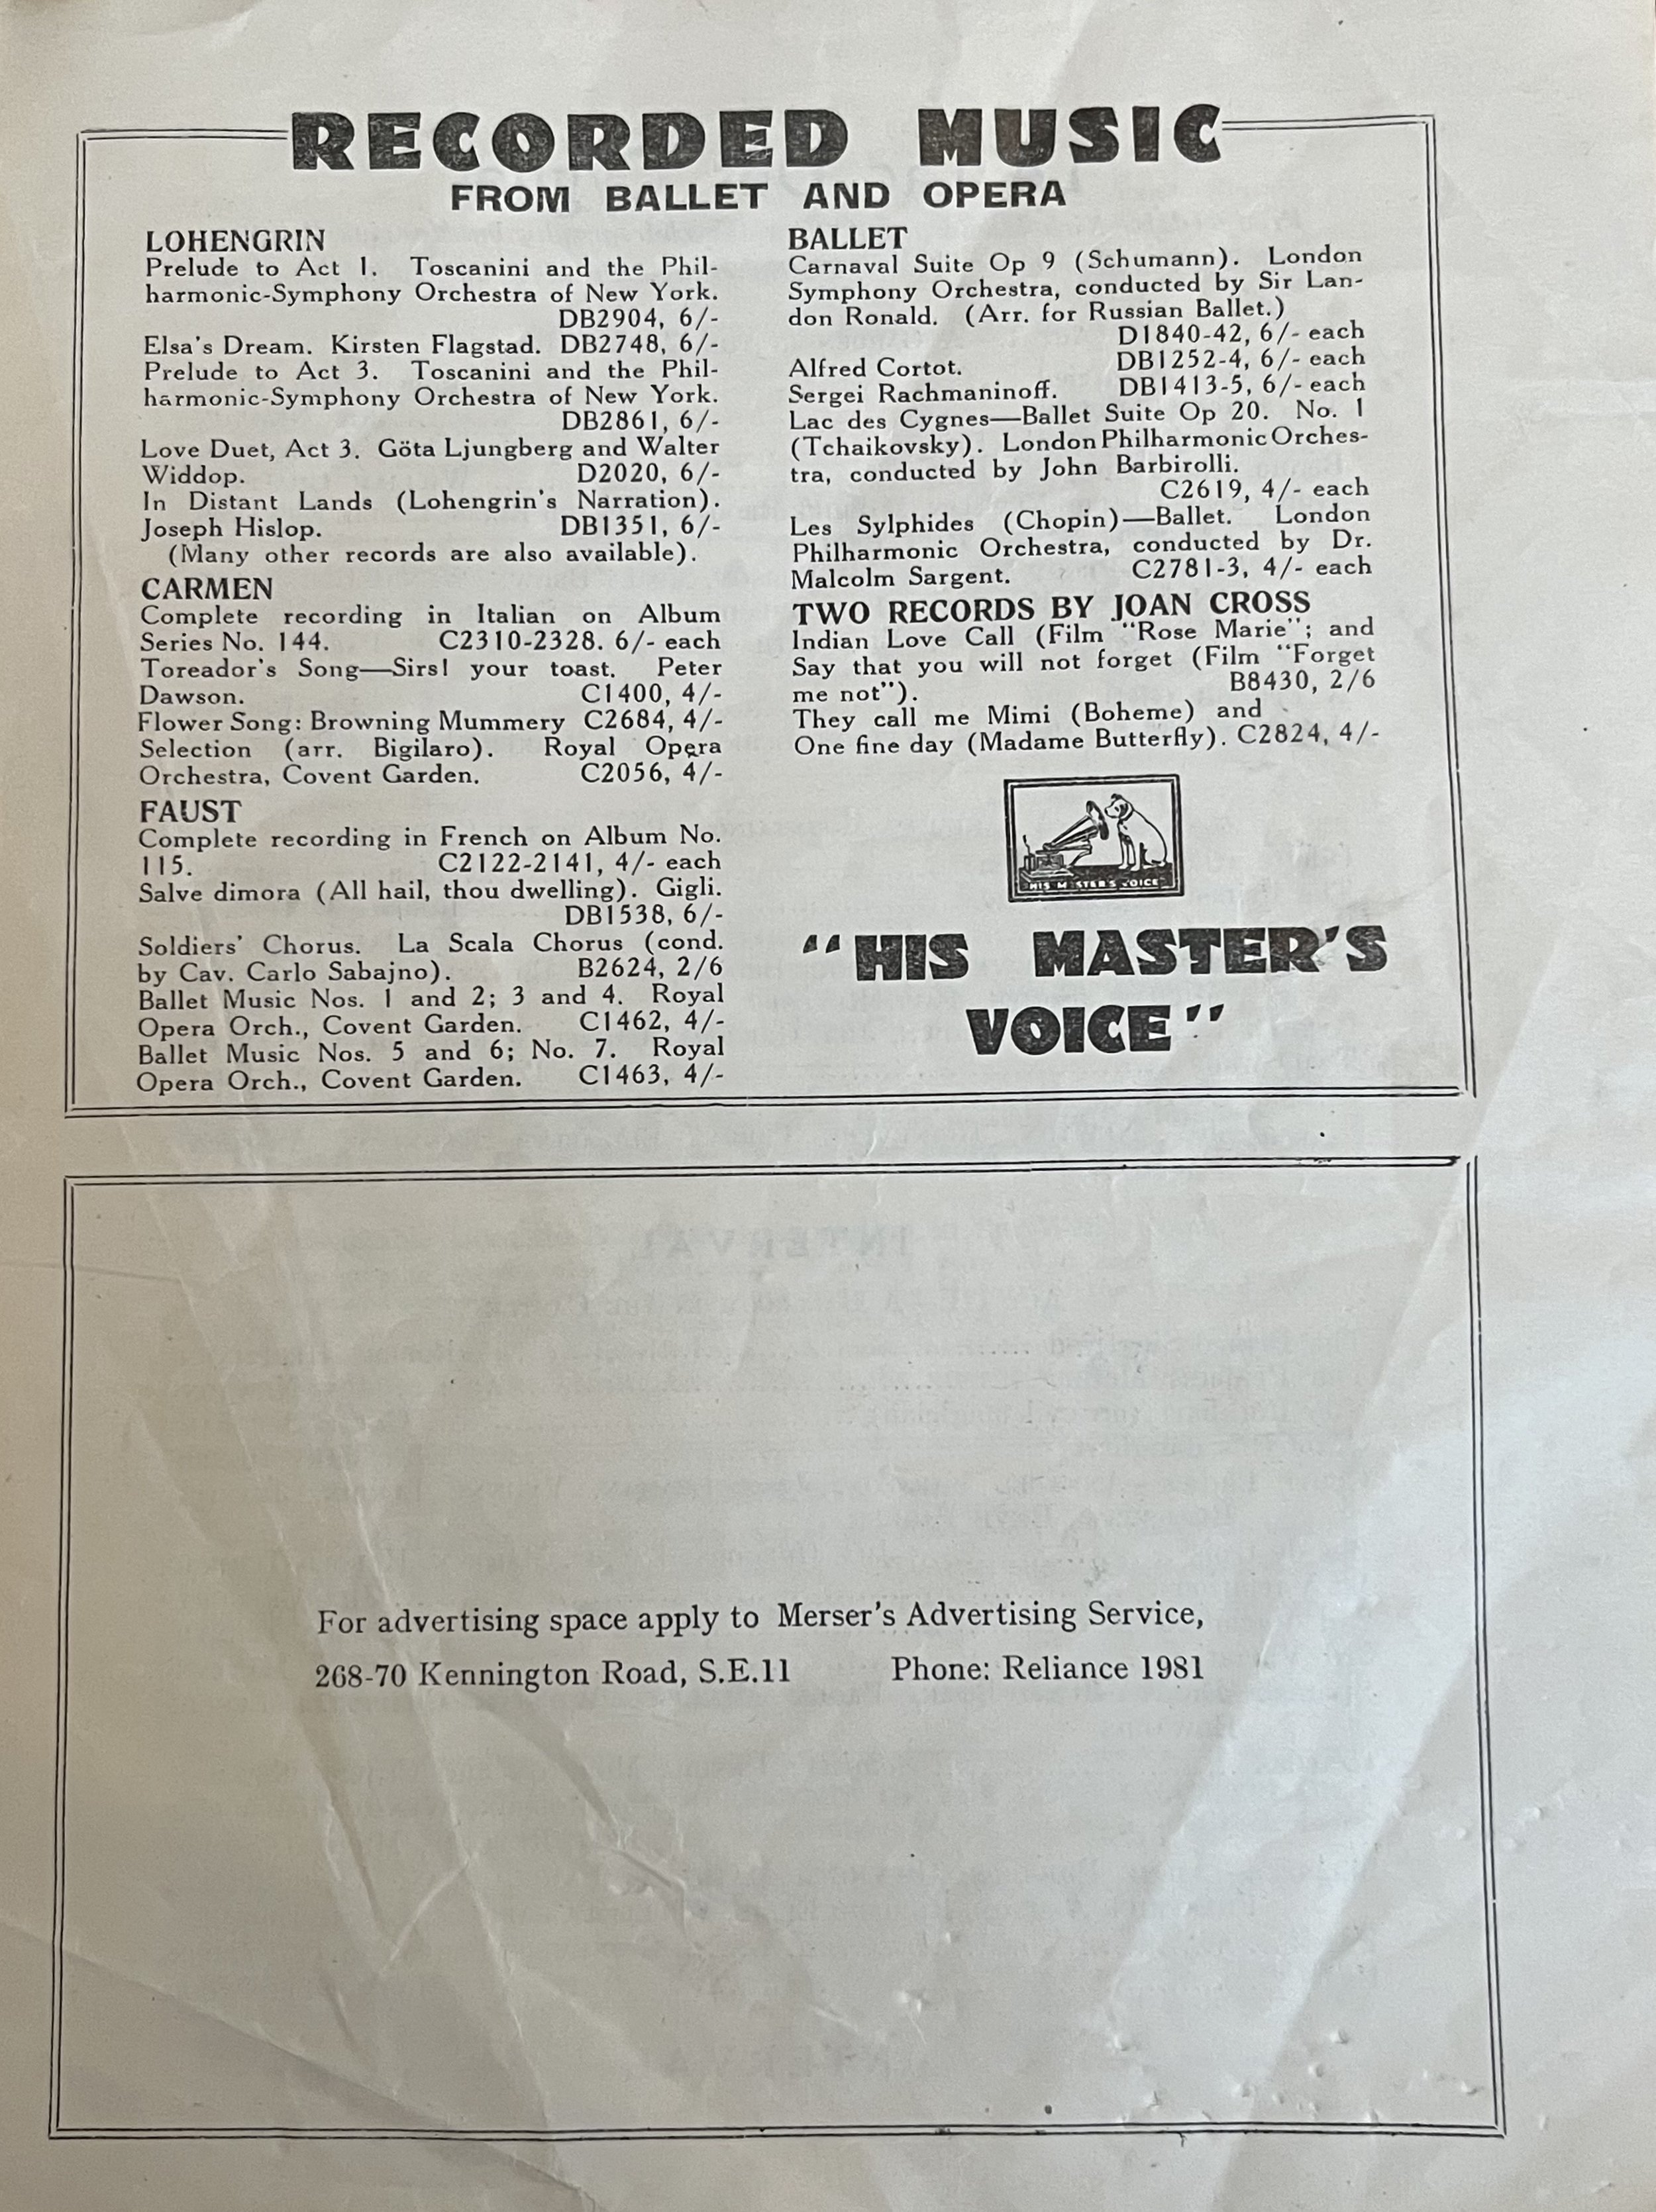 RECORDED MUSIC
FROM BALLET AND OPERA
LOHENGRIN
Prelude to Act 1. Toscanini and the Phil-
harmonic-Symphony Orchestra of New York.
DB2904, 6/-
Elsa's Dream. Kirsten Flagstad. DB2748, 6/-
Prelude to Act 3. Toscanini and the Phil-
harmonic-Symphony Orchestra of New York.
DB2861, 6/-
Love Duet, Act 3. Göta Ljungberg and Walter
Widdop. D2020, 6/-
In Distant Lands (Lohengrin's Narration).
Joseph Hislop. DB1351, 6/-
(Many other records are also available).
CARMEN
Complete recording in Italian on Album
Series No. 144. C2310-2328. 6/- each
Toreador's Song—Sirs! your toast. Peter
Dawson. C1400, 4/-
Flower Song: Browning Mummery C2684, 4/-
Selection (arr. Bigilaro). Royal Opera
Orchestra, Covent Garden. C2056, 4/-
FAUST
Complete recording in French on Album No.
115. C2122-2141, 4/- each
Salve dimora (All hail, thou dwelling). Gigli.
DB1538, 6/-
Soldiers' Chorus. La Scala Chorus (cond.
by Cav. Carlo Sabajno). B2624, 2/6
Ballet Music Nos. 1 and 2; 3 and 4. Royal
Opera Orch., Covent Garden. C1462, 4/-
Ballet Music Nos. 5 and 6; No. 7. Royal
Opera Orch., Covent Garden. C1463, 4/-
BALLET
Carnaval Suite Op 9 (Schumann). London
Symphony Orchestra, conducted by Sir Lan-
don Ronald. (Arr. for Russian Ballet.)
D1840-42, 6/- each
Alfred Cortot. DB1252-4, 6/- each
Sergei Rachmaninoff. DB1413-5, 6/- each
Lac des Cygnes—Ballet Suite Op 20. No. 1
(Tchaikovsky). London Philharmonic Orches-
tra, conducted by John Barbirolli.
C2619, 4/- each
Les Sylphides (Chopin)—Ballet. London
Philharmonic Orchestra, conducted by Dr.
Malcolm Sargent. C2781-3, 4/- each
TWO RECORDS BY JOAN CROSS
Indian Love Call (Film "Rose Marie"; and
Say that you will not forget (Film "Forget
me not"). B8430, 2/6
They call me Mimi (Boheme) and
One fine day (Madame Butterfly). C2824, 4/-
HIS MASTER'S VOICE
"HIS MASTER'S
VOICE"
For advertising space apply to Merser's Advertising Service,
268-70 Kennington Road, S.E.11 Phone: Reliance 1981